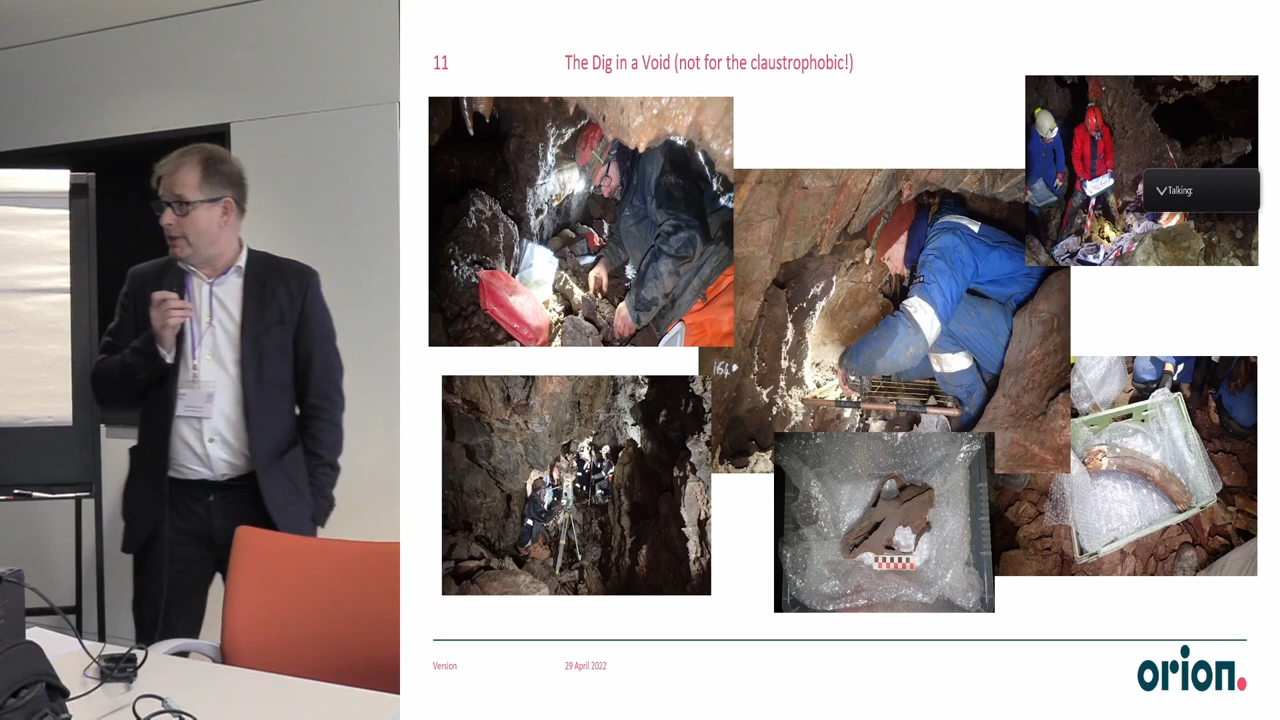 11
The Dig in a Void (not for the claustrophobic!)
Talking:
164
Version
29 April 2022
orion.